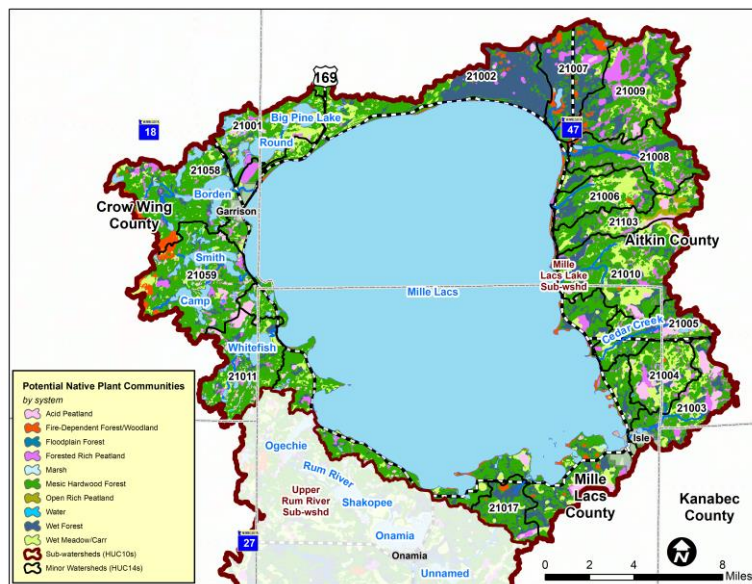 169
18
47
27
21002
21007
21009
Big Pine Lake
21001
Round
21058
21008
Borden
Garrison
21006
21103
Crow Wing
County
Aitkin County
Smith
21059
Mille
Lacs Lake
Sub-wshd
21010
Camp
Mille Lacs
21005
Cedar Creek
Whitefish
21011
21004
21003
Isle
Ogechie
Rum River
Upper
Rum River
Sub-wshd
Shakopee
21017
Mille
Lacs
County
Kanabec
County
Onamia
Onamia
Unnamed
Potential Native Plant Communities
by system
Acid Peatland
Fire-Dependent Forest/Woodland
Floodplain Forest
Forested Rich Peatland
Marsh
Mesic Hardwood Forest
Open Rich Peatland
Water
Wet Forest
Wet Meadow/Carr
Sub-watersheds (HUC10s)
Minor Watersheds (HUC14s)
N
0 2 4 8
Miles